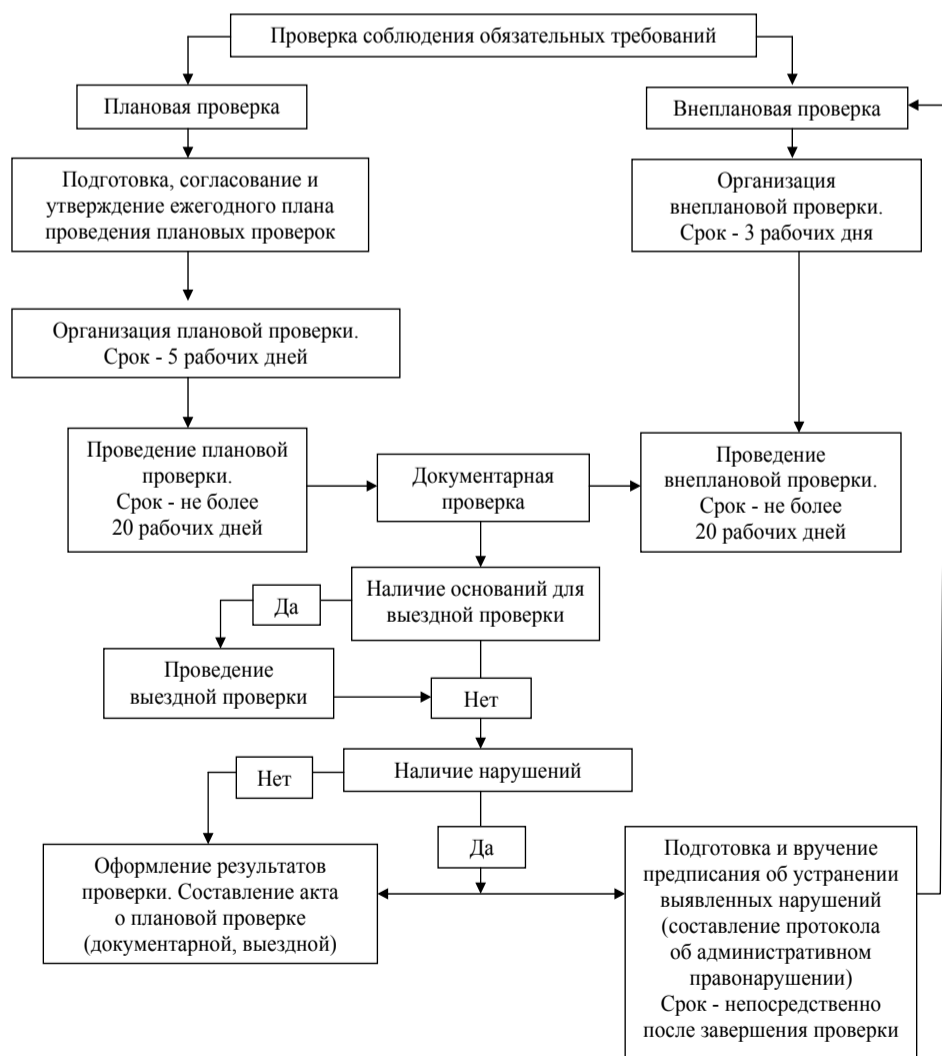 Проверка соблюдения обязательных требований
Плановая проверка
Внеплановая проверка
Подготовка, согласование и
утверждение ежегодного плана
проведения плановых проверок
Организация
внеплановой проверки.
Срок - 3 рабочих дня
Организация плановой проверки.
Срок - 5 рабочих дней
Проведение плановой
проверки.
Срок - не более
20 рабочих дней
Документарная
проверка
Проведение
внеплановой проверки.
Срок - не более
20 рабочих дней
Наличие оснований для
выездной проверки
Да
Проведение
выездной проверки
Нет
Наличие нарушений
Нет
Да
Оформление результатов
проверки. Составление акта
о плановой проверке
(документарной, выездной)
Подготовка и вручение
предписания об устранении
выявленных нарушений
(составление протокола
об административном
правонарушении)
Срок - непосредственно
после завершения проверки